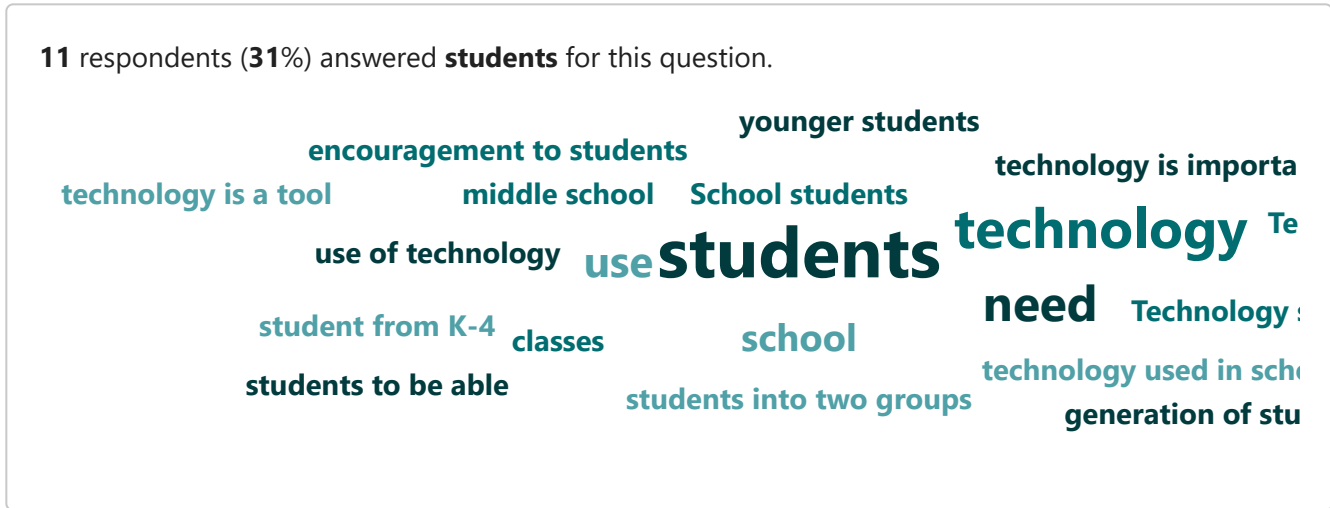 11 respondents (31%) answered students for this question.
younger students
encouragement to students
technology is importa
technology is a tool
middle school
School students
students
technology
Te
use of technology
use
need
Technology s
student from K-4
classes
school
technology used in scho
students to be able
students into two groups
generation of stu